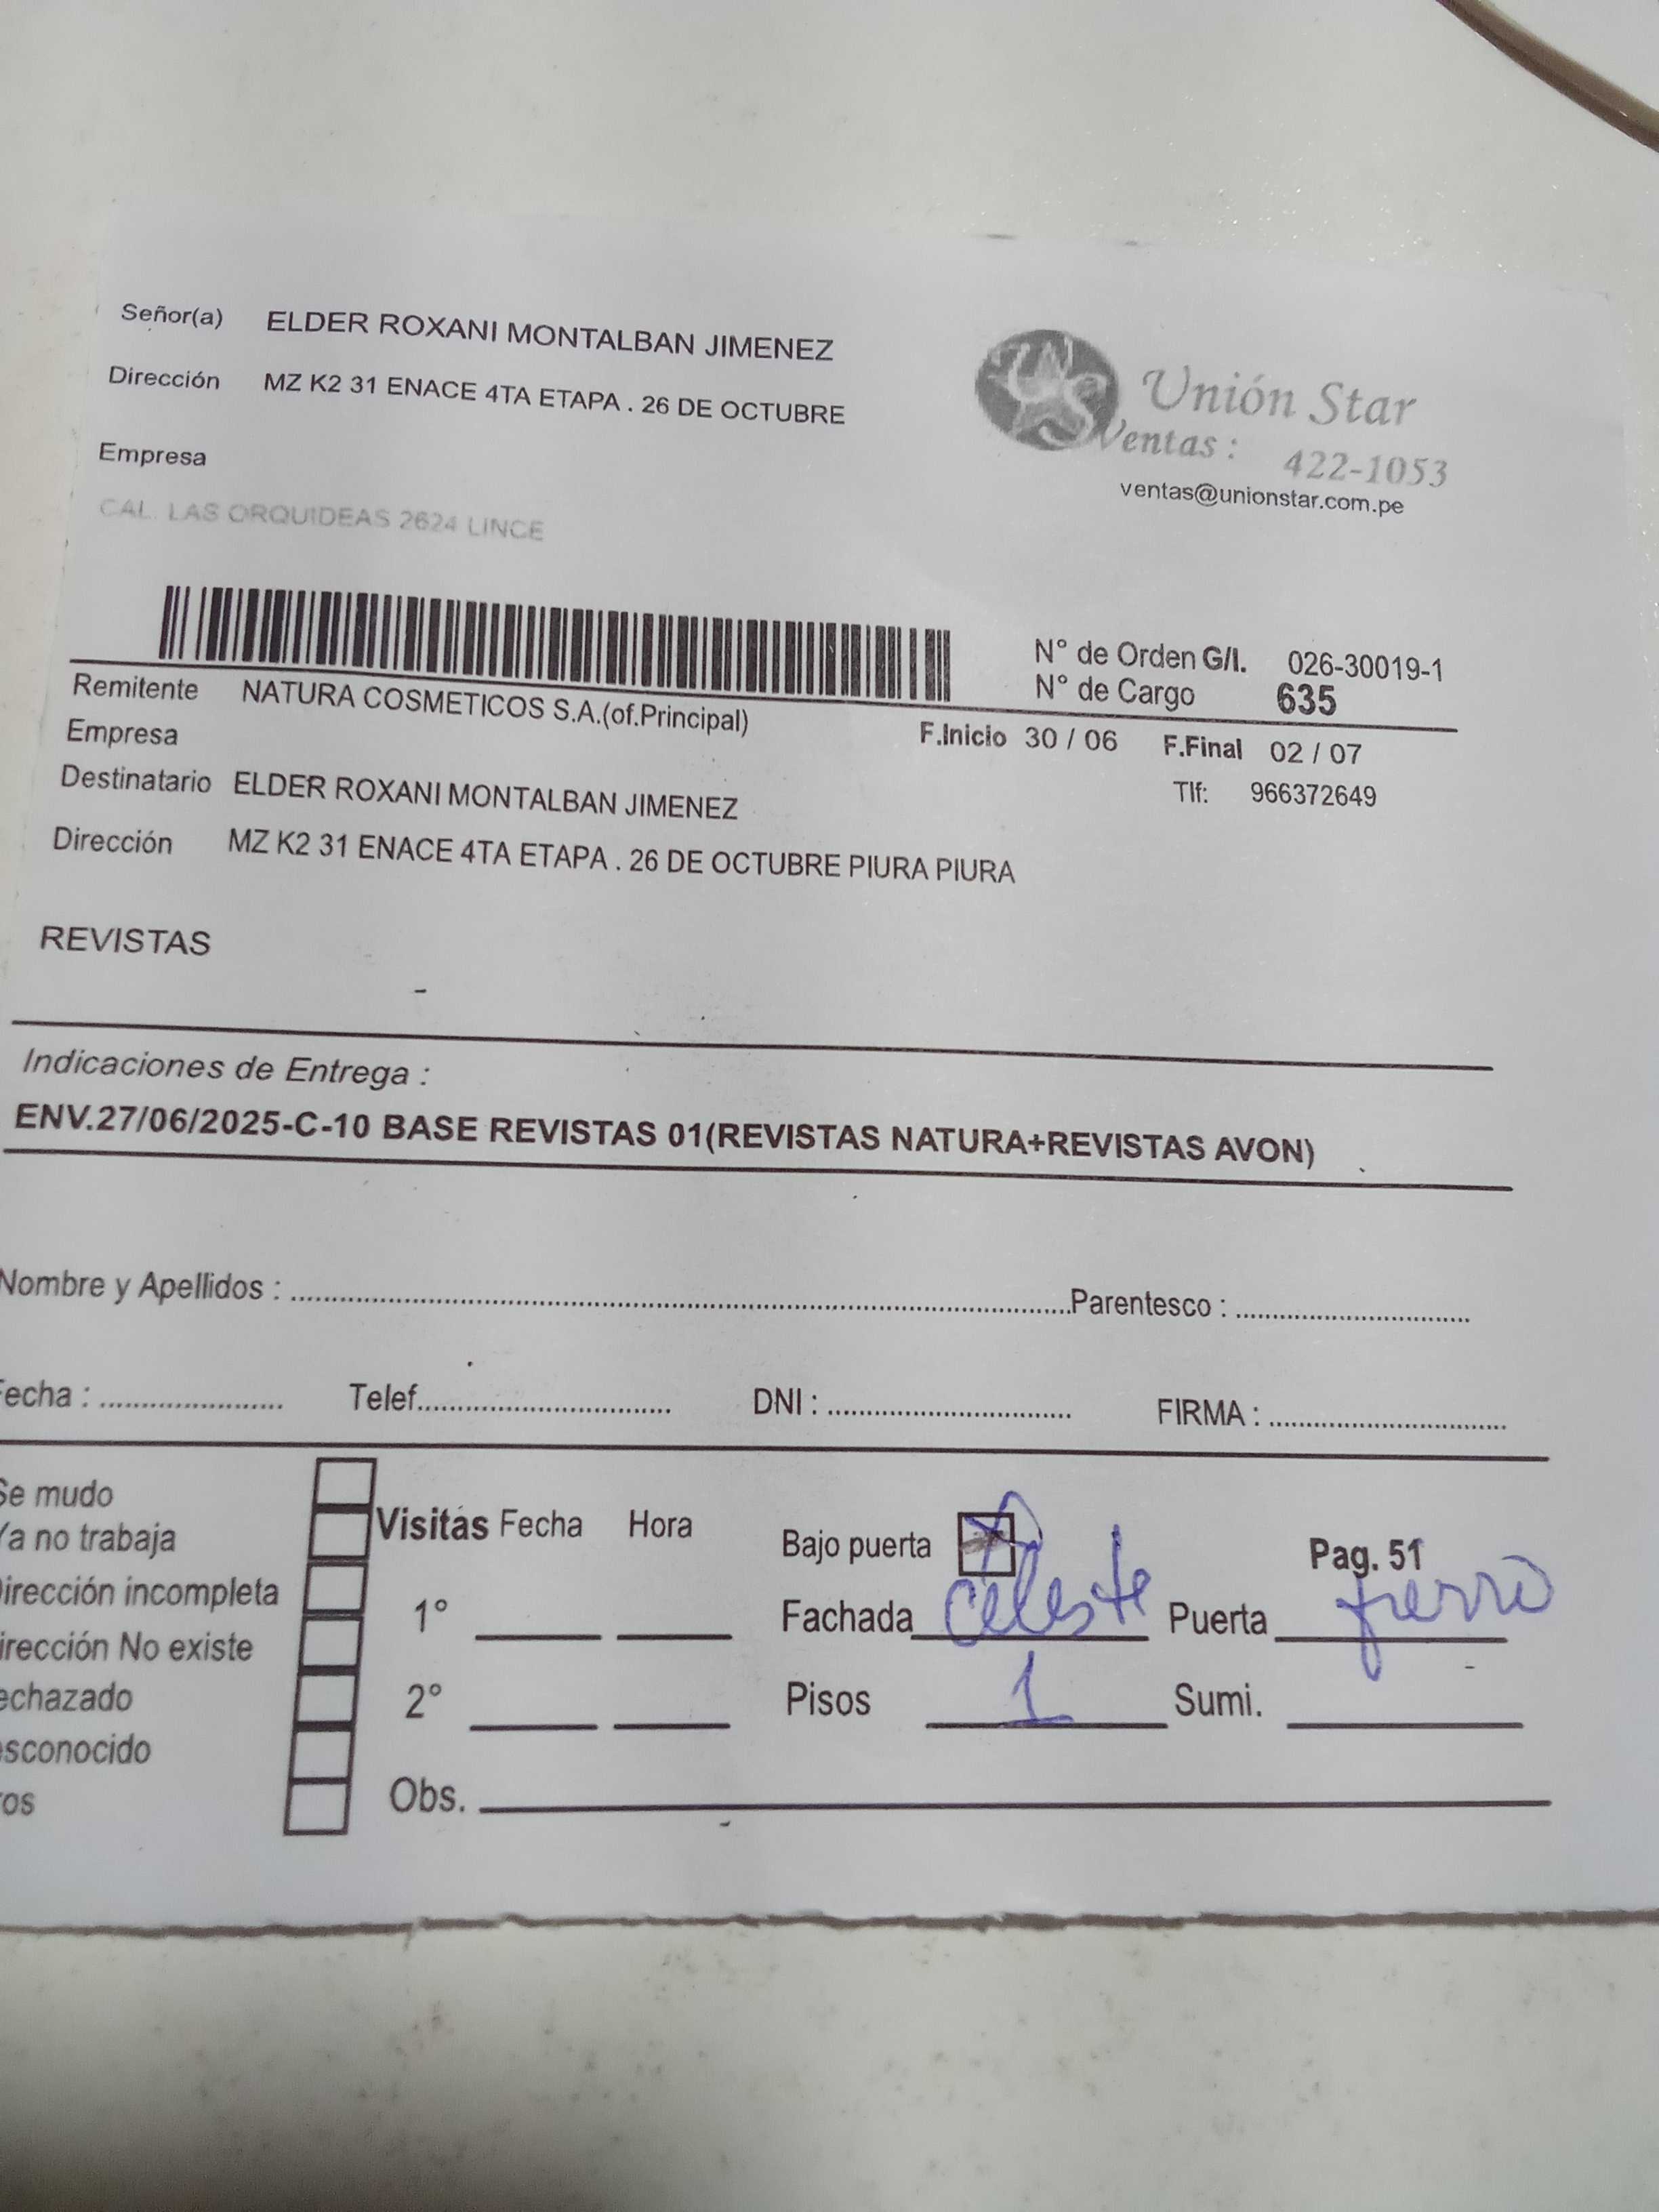 Señor(a) ELDER ROXANI MONTALBAN JIMENEZ
Dirección MZ K2 31 ENACE 4TA ETAPA . 26 DE OCTUBRE
Empresa
CAL. LAS ORQUIDEAS 2624 LINCE
Unión Star
Ventas : 422-1053
ventas@unionstar.com.pe
N° de Orden G/I. 026-30019-1
N° de Cargo 635
Remitente NATURA COSMETICOS S.A.(of.Principal)
Empresa
F.Inicio 30 / 06 F.Final 02 / 07
Destinatario ELDER ROXANI MONTALBAN JIMENEZ
Tlf: 966372649
Dirección MZ K2 31 ENACE 4TA ETAPA . 26 DE OCTUBRE PIURA PIURA
REVISTAS
-
Indicaciones de Entrega :
ENV.27/06/2025-C-10 BASE REVISTAS 01(REVISTAS NATURA+REVISTAS AVON)
Nombre y Apellidos : Parentesco :
Fecha : Telef. DNI : FIRMA :
Se mudo
Ya no trabaja
Dirección incompleta
Dirección No existe
echazado
esconocido
ros
Visitas Fecha Hora
1°
2°
Obs.
Bajo puerta
Pag. 51
Fachada celeste Puerta fierro
Pisos 1 Sumi.